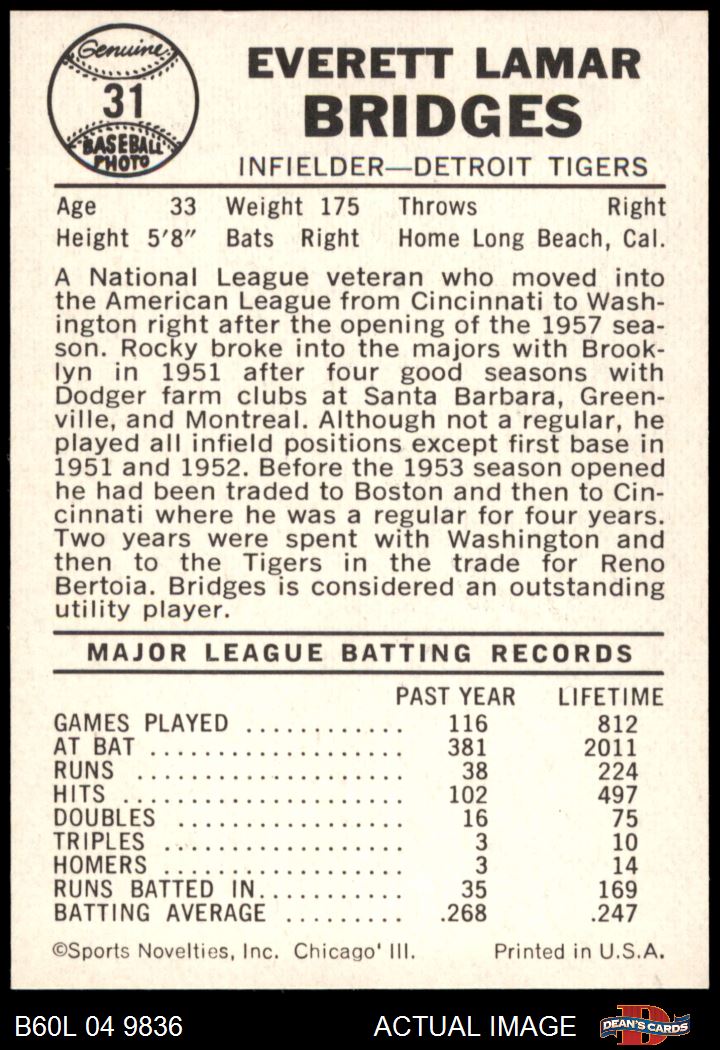 Genuine
31
BASEBALL
PHOTO
EVERETT LAMAR
BRIDGES
INFIELDER—DETROIT TIGERS
Age 33 Weight 175 Throws Right
Height 5'8" Bats Right Home Long Beach, Cal.
A National League veteran who moved into
the American League from Cincinnati to Wash-
ington right after the opening of the 1957 sea-
son. Rocky broke into the majors with Brook-
lyn in 1951 after four good seasons with
Dodger farm clubs at Santa Barbara, Green-
ville, and Montreal. Although not a regular, he
played all infield positions except first base in
1951 and 1952. Before the 1953 season opened
he had been traded to Boston and then to Cin-
cinnati where he was a regular for four years.
Two years were spent with Washington and
then to the Tigers in the trade for Reno
Bertoia. Bridges is considered an outstanding
utility player.
MAJOR LEAGUE BATTING RECORDS
PAST YEAR LIFETIME
GAMES PLAYED ............ 116 812
AT BAT .................... 381 2011
RUNS ..................... 38 224
HITS ...................... 102 497
DOUBLES ................. 16 75
TRIPLES .................. 3 10
HOMERS .................. 3 14
RUNS BATTED IN........... 35 169
BATTING AVERAGE ......... .268 .247
©Sports Novelties, Inc. Chicago' Ill. Printed in U.S.A.
B60L 04 9836 ACTUAL IMAGE DEAN'S CARDS